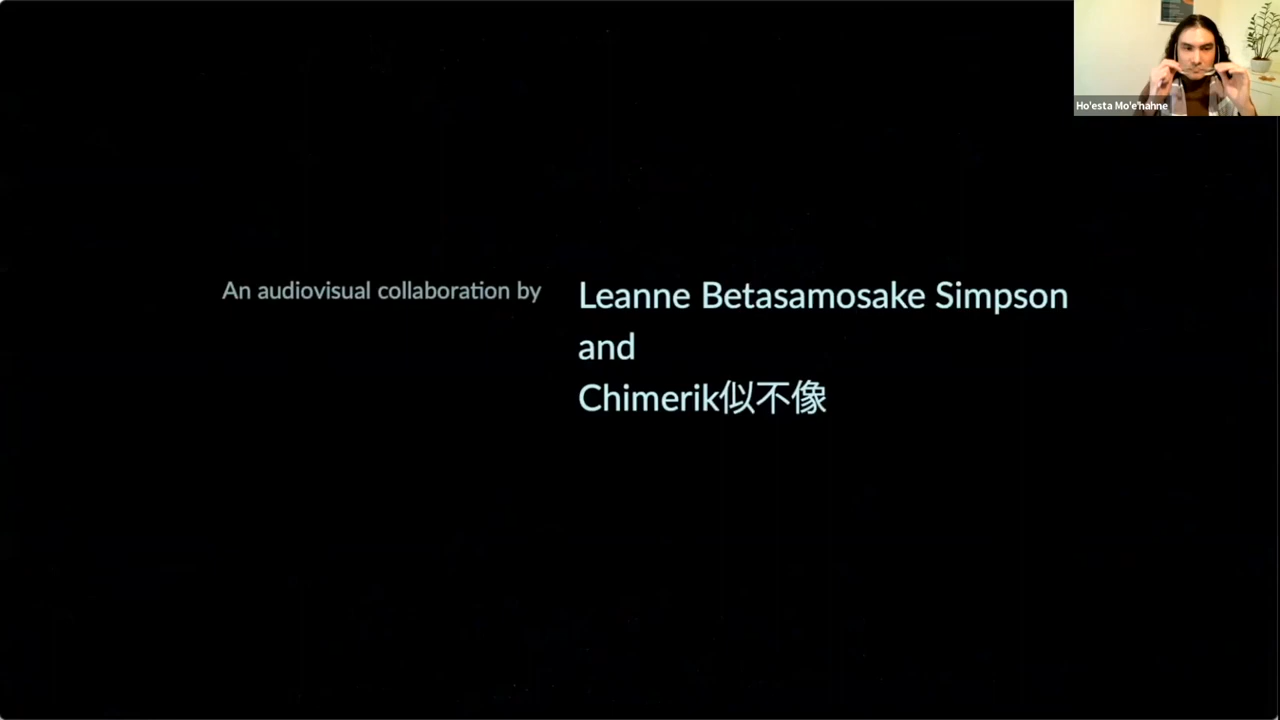 An audiovisual collaboration by
Leanne Betasamosake Simpson
and
Chimerik似不像
Ho'esta Mo'e'hahne